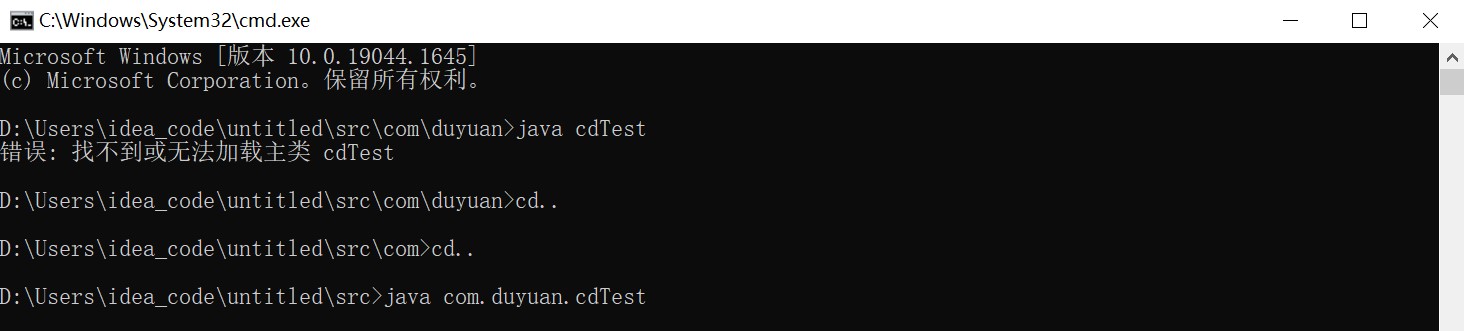 C:\Windows\System32\cmd.exe
Microsoft Windows [版本 10.0.19044.1645]
(c) Microsoft Corporation。保留所有权利。
D:\Users\idea_code\untitled\src\com\duyuan>java cdTest
错误: 找不到或无法加载主类 cdTest
D:\Users\idea_code\untitled\src\com\duyuan>cd..
D:\Users\idea_code\untitled\src\com>cd..
D:\Users\idea_code\untitled\src>java com.duyuan.cdTest